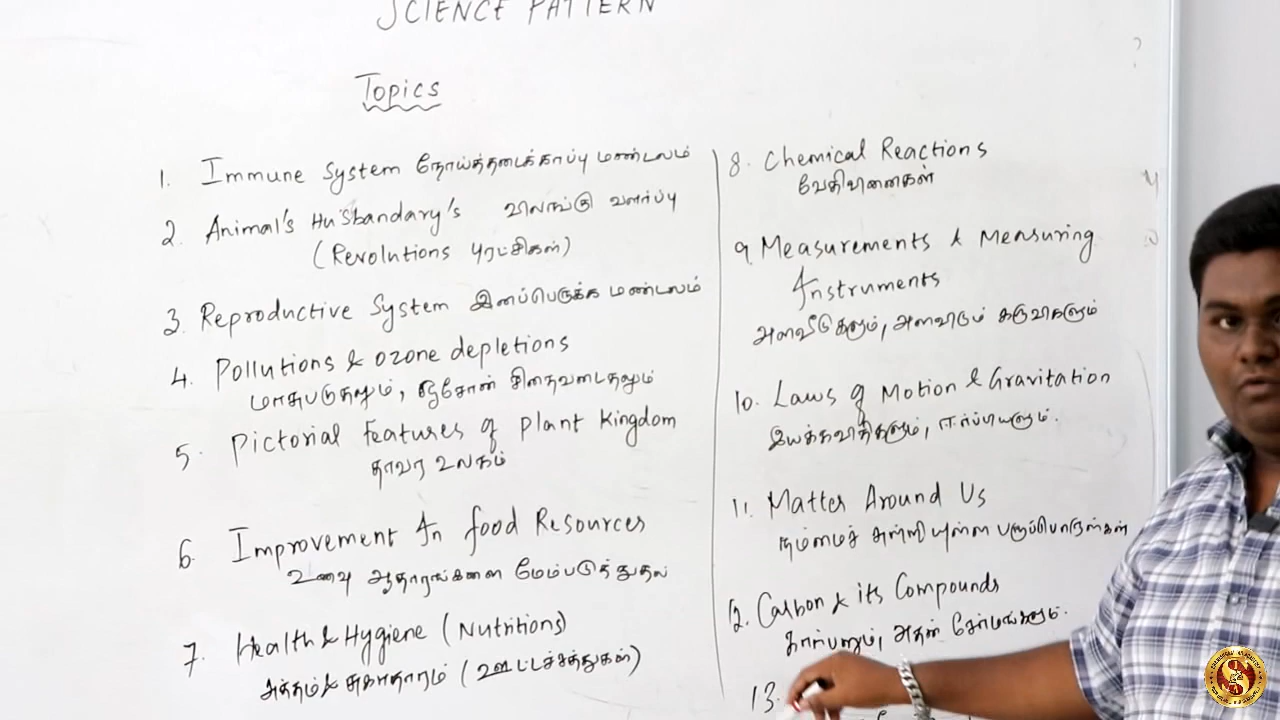 SCIENCE PATTERN
Topics
1. Immune System நோய்த்தடைக்காப்பு மண்டலம்
2. Animal's Husbandary's விலங்கு வளர்ப்பு
(Revolutions புரட்சிகள்)
3. Reproductive System இனப்பெருக்க மண்டலம்
4. Pollutions & ozone depletions
மாசுபடுதலும், ஓசோன் சிதைவடைதலும்
5. Pictorial Features of Plant Kingdom
தாவர உலகம்
6. Improvement In food Resources
உணவு ஆதாரங்களை மேம்படுத்துதல்
7. Health & Hygiene (Nutritions)
சுத்தம் & சுகாதாரம் (ஊட்டச்சத்துகள்)
8. Chemical Reactions
வேதிவினைகள்
9. Measurements & Measuring
Instruments
அளவீடுகளும், அளவிடும் கருவிகளும்
10. Laws of Motion & Gravitation
இயக்கவிதிகளும், ஈர்ப்பியலும்.
11. Matter Around Us
நம்மைச் சுற்றியுள்ள பருப்பொருள்கள்
12. Carbon & its Compounds
கார்பனும், அதன் சேர்மங்களும்.
13.